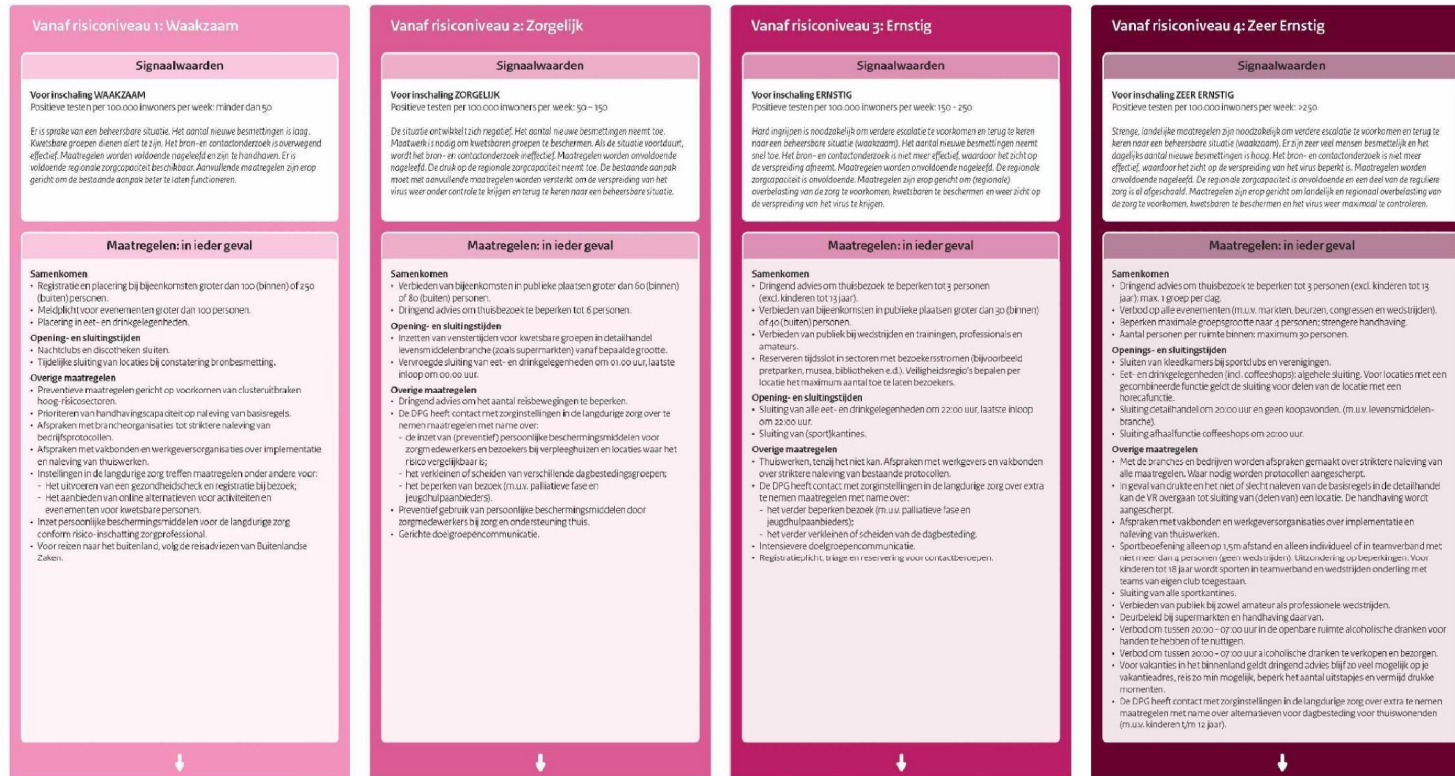 Vanaf risiconiveau 1: Waakzaam
Signaalwaarden
Voor inschaling WAAKZAAM
Positieve testen per 100.000 inwoners per week: minder dan 50
Er is sprake van een beheersbare situatie. Het aantal nieuwe besmettingen is laag.
Kwetsbare groepen dienen alert te zijn. Het bron- en contactonderzoek is overwegend
effectief. Maatregelen worden voldoende nageleefd en zijn te handhaven. Er is
voldoende regionale zorgcapaciteit beschikbaar. Aanvullende maatregelen zijn erop
gericht om de bestaande aanpak beter te laten functioneren.
Maatregelen: in ieder geval
Samenkomen
• Registratie en placering bij bijeenkomsten groter dan 100 (binnen) of 250
(buiten) personen.
• Meldplicht voor evenementen groter dan 100 personen.
• Placering in eet- en drinkgelegenheden.
Opening- en sluitingstijden
• Nachtclubs en discotheken sluiten.
• Tijdelijke sluiting van locaties bij constatering bronbesmetting.
Overige maatregelen
• Preventieve maatregelen gericht op voorkomen van clusteruitbraken
hoog-risicosectoren.
• Prioriteren van handhavingscapaciteit op naleving van basisregels.
• Afspraken met brancheorganisaties tot striktere naleving van
bedrijfsprotocollen.
• Afspraken met vakbonden en werkgeversorganisaties over implementatie
en naleving van thuiswerken.
• Instellingen in de langdurige zorg treffen maatregelen onder andere voor:
- Het uitvoeren van een gezondheidscheck en registratie bij bezoek;
- Het aanbieden van online alternatieven voor activiteiten en
evenementen voor kwetsbare personen.
• Inzet persoonlijke beschermingsmiddelen voor de langdurige zorg
conform risico-inschatting zorgprofessional.
• Voor reizen naar het buitenland, volg de reisadviezen van Buitenlandse
Zaken.
Vanaf risiconiveau 2: Zorgelijk
Signaalwaarden
Voor inschaling ZORGELIJK
Positieve testen per 100.000 inwoners per week: 50 – 150
De situatie ontwikkelt zich negatief. Het aantal nieuwe besmettingen neemt toe.
Maatwerk is nodig om kwetsbaren groepen te beschermen. Als de situatie voortduurt,
wordt het bron- en contactonderzoek ineffectief. Maatregelen worden onvoldoende
nageleefd. De druk op de regionale zorgcapaciteit neemt toe. De bestaande aanpak
moet met aanvullende maatregelen worden versterkt om de verspreiding van het
virus weer onder controle te krijgen en terug te keren naar een beheersbare situatie.
Maatregelen: in ieder geval
Samenkomen
• Verbieden van bijeenkomsten in publieke plaatsen groter dan 60 (binnen)
of 80 (buiten) personen.
• Dringend advies om thuisbezoek te beperken tot 6 personen.
Opening- en sluitingstijden
• Inzetten van venstertijden voor kwetsbare groepen in detailhandel
levensmiddelenbranche (zoals supermarkten) vanaf bepaalde grootte.
• Vervroegde sluiting van eet- en drinkgelegenheden om 01.00 uur, laatste
inloop om 00.00 uur.
Overige maatregelen
• Dringend advies om het aantal reisbewegingen te beperken.
• De DPG heeft contact met zorginstellingen in de langdurige zorg over te
nemen maatregelen met name over:
- de inzet van (preventief) persoonlijke beschermingsmiddelen voor
zorgmedewerkers en bezoekers bij verpleeghuizen en locaties waar het
risico vergelijkbaar is;
- het verkleinen of scheiden van verschillende dagbestedingsgroepen;
- het beperken van bezoek (m.u.v. palliatieve fase en
jeugdhulpaanbieders).
• Preventief gebruik van persoonlijke beschermingsmiddelen door
zorgmedewerkers bij zorg en ondersteuning thuis.
• Gerichte doelgroepencommunicatie.
Vanaf risiconiveau 3: Ernstig
Signaalwaarden
Voor inschaling ERNSTIG
Positieve testen per 100.000 inwoners per week: 150 - 250
Hard ingrijpen is noodzakelijk om verdere escalatie te voorkomen en terug te keren
naar een beheersbare situatie (waakzaam). Het aantal nieuwe besmettingen neemt
snel toe. Het bron- en contactonderzoek is niet meer effectief, waardoor het zicht op
de verspreiding afneemt. Maatregelen worden onvoldoende nageleefd. De regionale
zorgcapaciteit is onvoldoende. Maatregelen zijn erop gericht om (regionale)
overbelasting van de zorg te voorkomen, kwetsbaren te beschermen en weer zicht op
de verspreiding van het virus te krijgen.
Maatregelen: in ieder geval
Samenkomen
• Dringend advies om thuisbezoek te beperken tot 3 personen
(excl. kinderen tot 13 jaar).
• Verbieden van bijeenkomsten in publieke plaatsen groter dan 30 (binnen)
of 40 (buiten) personen.
• Verbieden van publiek bij wedstrijden en trainingen, professionals en
amateurs.
• Reserveren tijdsslot in sectoren met bezoekersstromen (bijvoorbeeld
pretparken, musea, bibliotheken e.d.). Veiligheidsregio's bepalen per
locatie het maximum aantal toe te laten bezoekers.
Opening- en sluitingstijden
• Sluiting van alle eet- en drinkgelegenheden om 22:00 uur, laatste inloop
om 22:00 uur.
• Sluiting van (sport)kantines.
Overige maatregelen
• Thuiswerken, tenzij het niet kan. Afspraken met werkgevers en vakbonden
over striktere naleving van bestaande protocollen.
• De DPG heeft contact met zorginstellingen in de langdurige zorg over extra
te nemen maatregelen met name over:
- het verder beperken bezoek (m.u.v. palliatieve fase en
jeugdhulpaanbieders);
- het verder verkleinen of scheiden van de dagbesteding.
• Intensievere doelgroepencommunicatie.
• Registratieplicht, triage en reservering voor contactberoepen.
Vanaf risiconiveau 4: Zeer Ernstig
Signaalwaarden
Voor inschaling ZEER ERNSTIG
Positieve testen per 100.000 inwoners per week: >250
Strenge, landelijke maatregelen zijn noodzakelijk om verdere escalatie te voorkomen en terug te
keren naar een beheersbare situatie (waakzaam). Er zijn zeer veel mensen besmettelijk en het
dagelijks aantal nieuwe besmettingen is hoog. Het bron- en contactonderzoek is niet meer
effectief, waardoor het zicht op de verspreiding van het virus beperkt is. Maatregelen worden
onvoldoende nageleefd. De regionale zorgcapaciteit is onvoldoende en een deel van de reguliere
zorg is al afgeschaald. Maatregelen zijn erop gericht om landelijk en regionaal overbelasting van
de zorg te voorkomen, kwetsbaren te beschermen en het virus weer maximaal te controleren.
Maatregelen: in ieder geval
Samenkomen
• Dringend advies om thuisbezoek te beperken tot 3 personen (excl. kinderen tot 13
jaar); max. 1 groep per dag.
• Verbod op alle evenementen (m.u.v. markten, beurzen, congressen en wedstrijden).
• Beperken maximale groepsgrootte naar 4 personen; strengere handhaving.
• Aantal personen per ruimte binnen: maximum 30 personen.
Openings- en sluitingstijden
• Sluiten van kleedkamers bij sportclubs en verenigingen.
• Eet- en drinkgelegenheden (incl. coffeeshops): algehele sluiting. Voor locaties met een
gecombineerde functie geldt de sluiting voor delen van de locatie met een
horecafunctie.
• Sluiting detailhandel om 20:00 uur en geen koopavonden. (m.u.v. levensmiddelen-
branche).
• Sluiting afhaalfunctie coffeeshops om 20:00 uur.
Overige maatregelen
• Met de branches en bedrijven worden afspraken gemaakt over striktere naleving van
alle maatregelen. Waar nodig worden protocollen aangescherpt.
• In geval van drukte en het niet of slecht naleven van de basisregels in de detailhandel
kan de VR overgaan tot sluiting van (delen van) een locatie. De handhaving wordt
aangescherpt.
• Afspraken met vakbonden en werkgeversorganisaties over implementatie en
naleving van thuiswerken.
• Sportbeoefening alleen op 1,5m afstand en alleen individueel of in teamverband met
niet meer dan 4 personen (geen wedstrijden). Uitzondering op beperkingen: Voor
kinderen tot 18 jaar wordt sporten in teamverband en wedstrijden onderling met
teams van eigen club toegestaan.
• Sluiting van alle sportkantines.
• Verbieden van publiek bij zowel amateur als professionele wedstrijden.
• Deurbeleid bij supermarkten en handhaving daarvan.
• Verbod om tussen 20:00 – 07:00 uur in de openbare ruimte alcoholische dranken voor
handen te hebben of te nuttigen.
• Verbod om tussen 20:00 – 07:00 uur alcoholische dranken te verkopen en bezorgen.
• Voor vakanties in het binnenland geldt dringend advies blijf zo veel mogelijk op je
vakantieadres, reis zo min mogelijk, beperk het aantal uitstapjes en vermijd drukke
momenten.
• De DPG heeft contact met zorginstellingen in de langdurige zorg over extra te nemen
maatregelen met name over alternatieven voor dagbesteding voor thuiswonenden
(m.u.v. kinderen t/m 12 jaar).